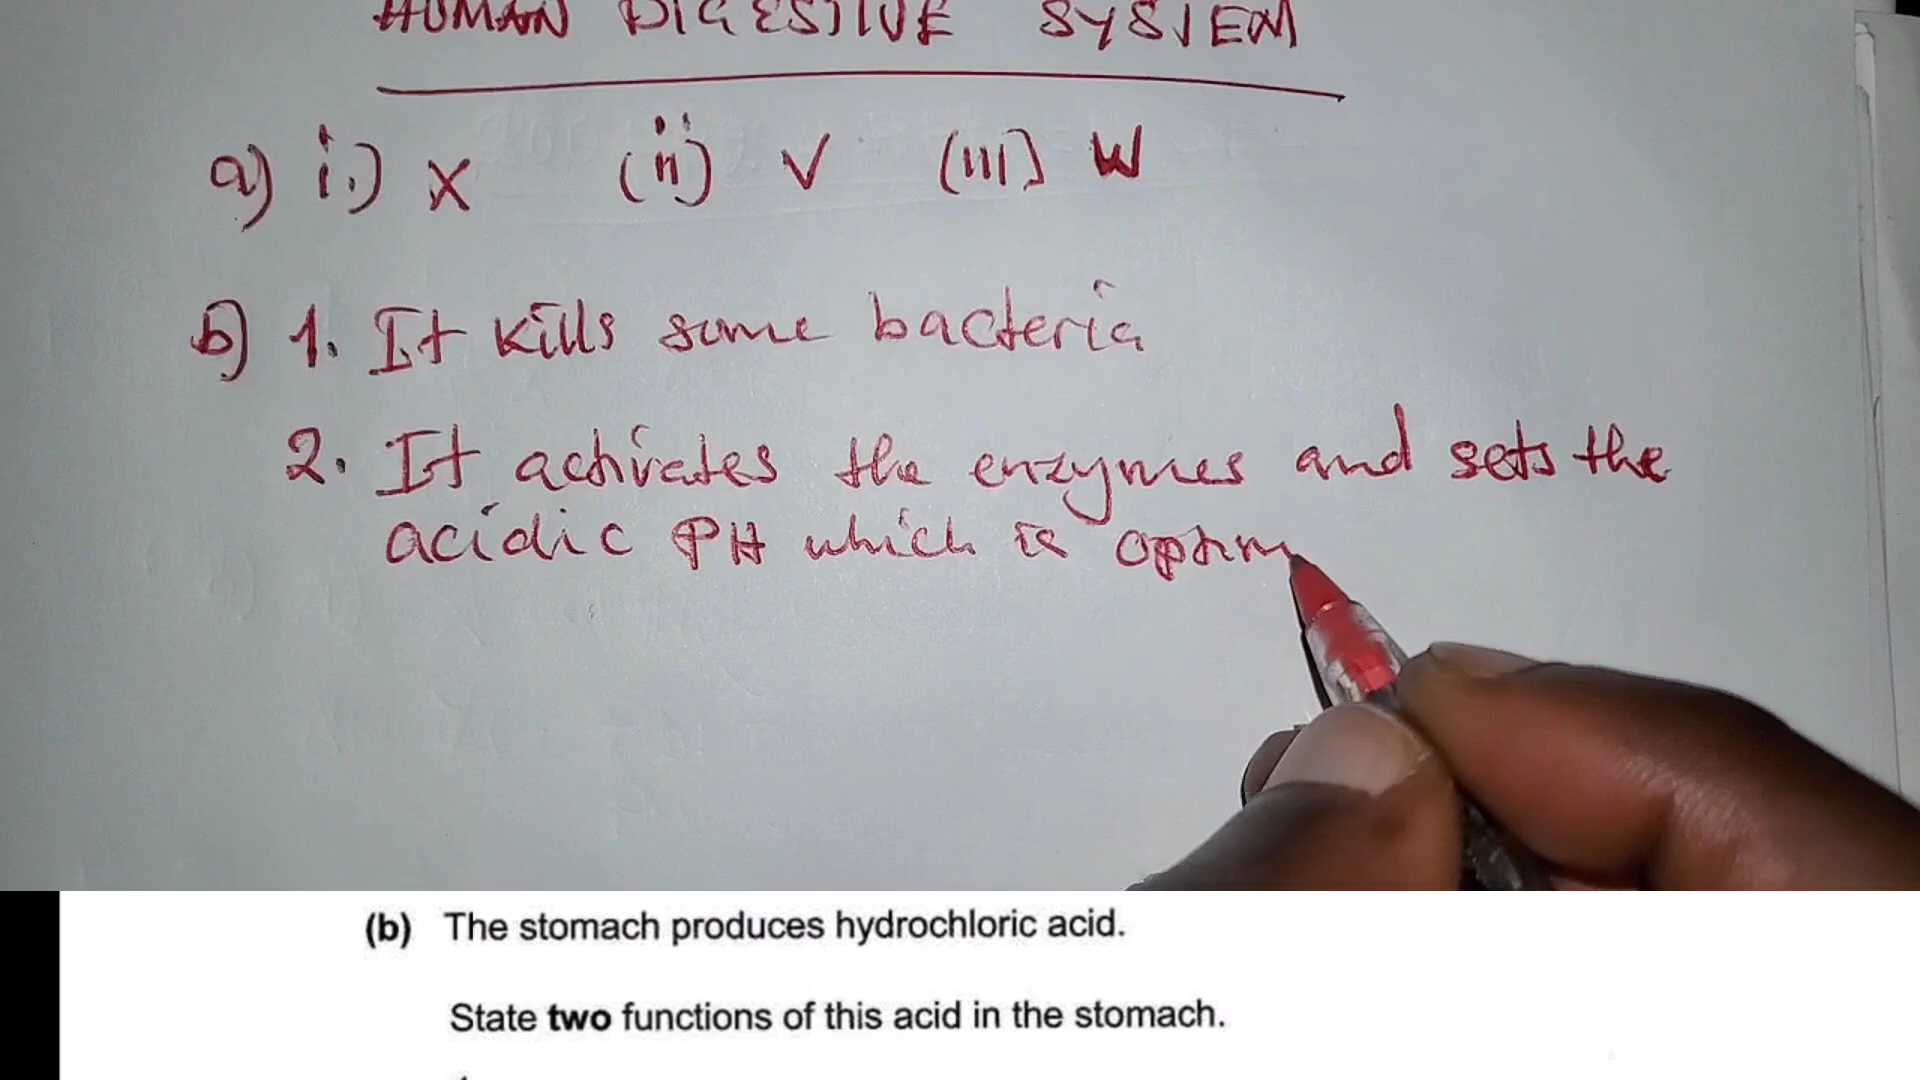 HUMAN DIGESTIVE SYSTEM
a) i.) X (ii) V (III) W
b) 1. It kills some bacteria
2. It activates the enzymes and sets the
acidic PH which is optim
(b) The stomach produces hydrochloric acid.
State two functions of this acid in the stomach.